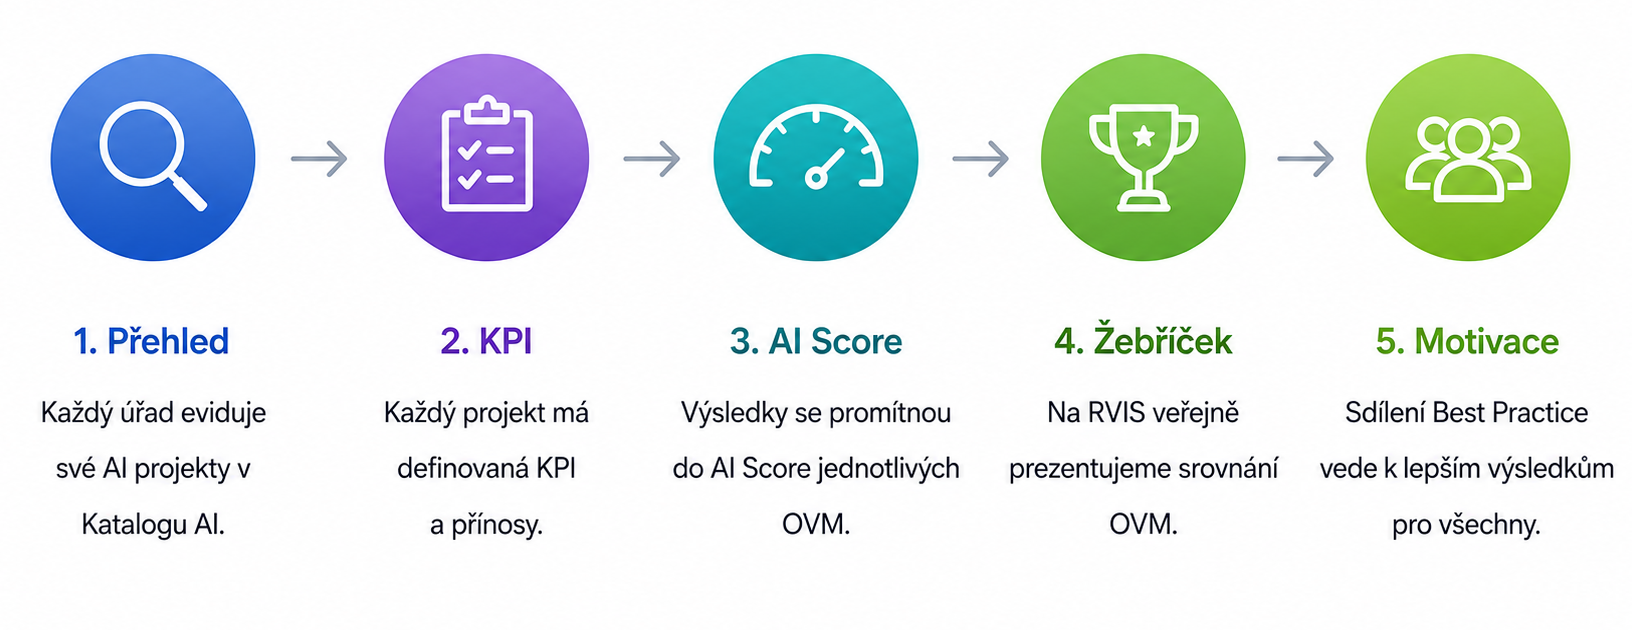 1. Přehled
Každý úřad eviduje
své AI projekty v
Katalogu AI.
2. KPI
Každý projekt má
definovaná KPI
a přínosy.
3. AI Score
Výsledky se promítnou
do AI Score jednotlivých
OVM.
4. Žebříček
Na RVIS veřejně
prezentujeme srovnání
OVM.
5. Motivace
Sdílení Best Practice
vede k lepším výsledkům
pro všechny.